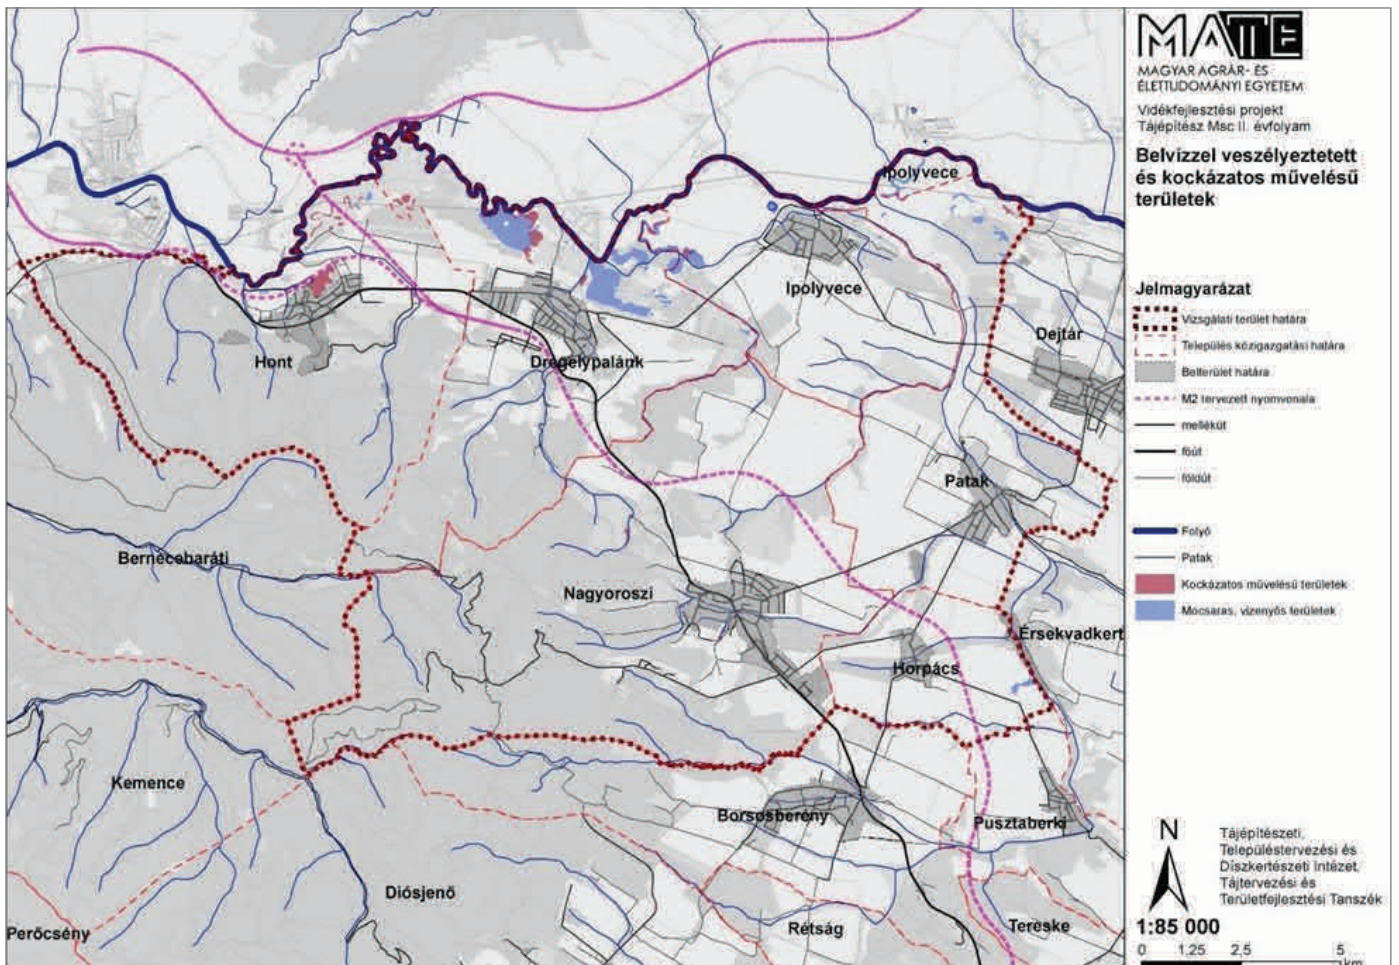 Ipolyvece
Ipolyvece
Dejtár
Hont
Drégelypalánk
Patak
Bernecebaráti
Nagyoroszi
Érsekvadkert
Horpács
Kemence
Borsosberény
Pusztaberki
Diósjenő
Perőcsény
Rétság
Tereske
MATE
MAGYAR AGRÁR- ÉS
ÉLETTUDOMÁNYI EGYETEM
Vidékfejlesztési projekt
Tájépítész Msc II. évfolyam
Belvízzel veszélyeztetett
és kockázatos művelésű
területek
Jelmagyarázat
Vizsgálati terület határa
Település közigazgatási határa
Belterület határa
M2 tervezett nyomvonala
mellékút
főút
földút
Folyó
Patak
Kockázatos művelésű területek
Mocsaras, vizenyős területek
N
Tájépítészeti,
Településtervezési és
Díszkertészeti Intézet,
Tájtervezési és
Területfejlesztési Tanszék
1:85 000
0 1,25 2,5 5
km